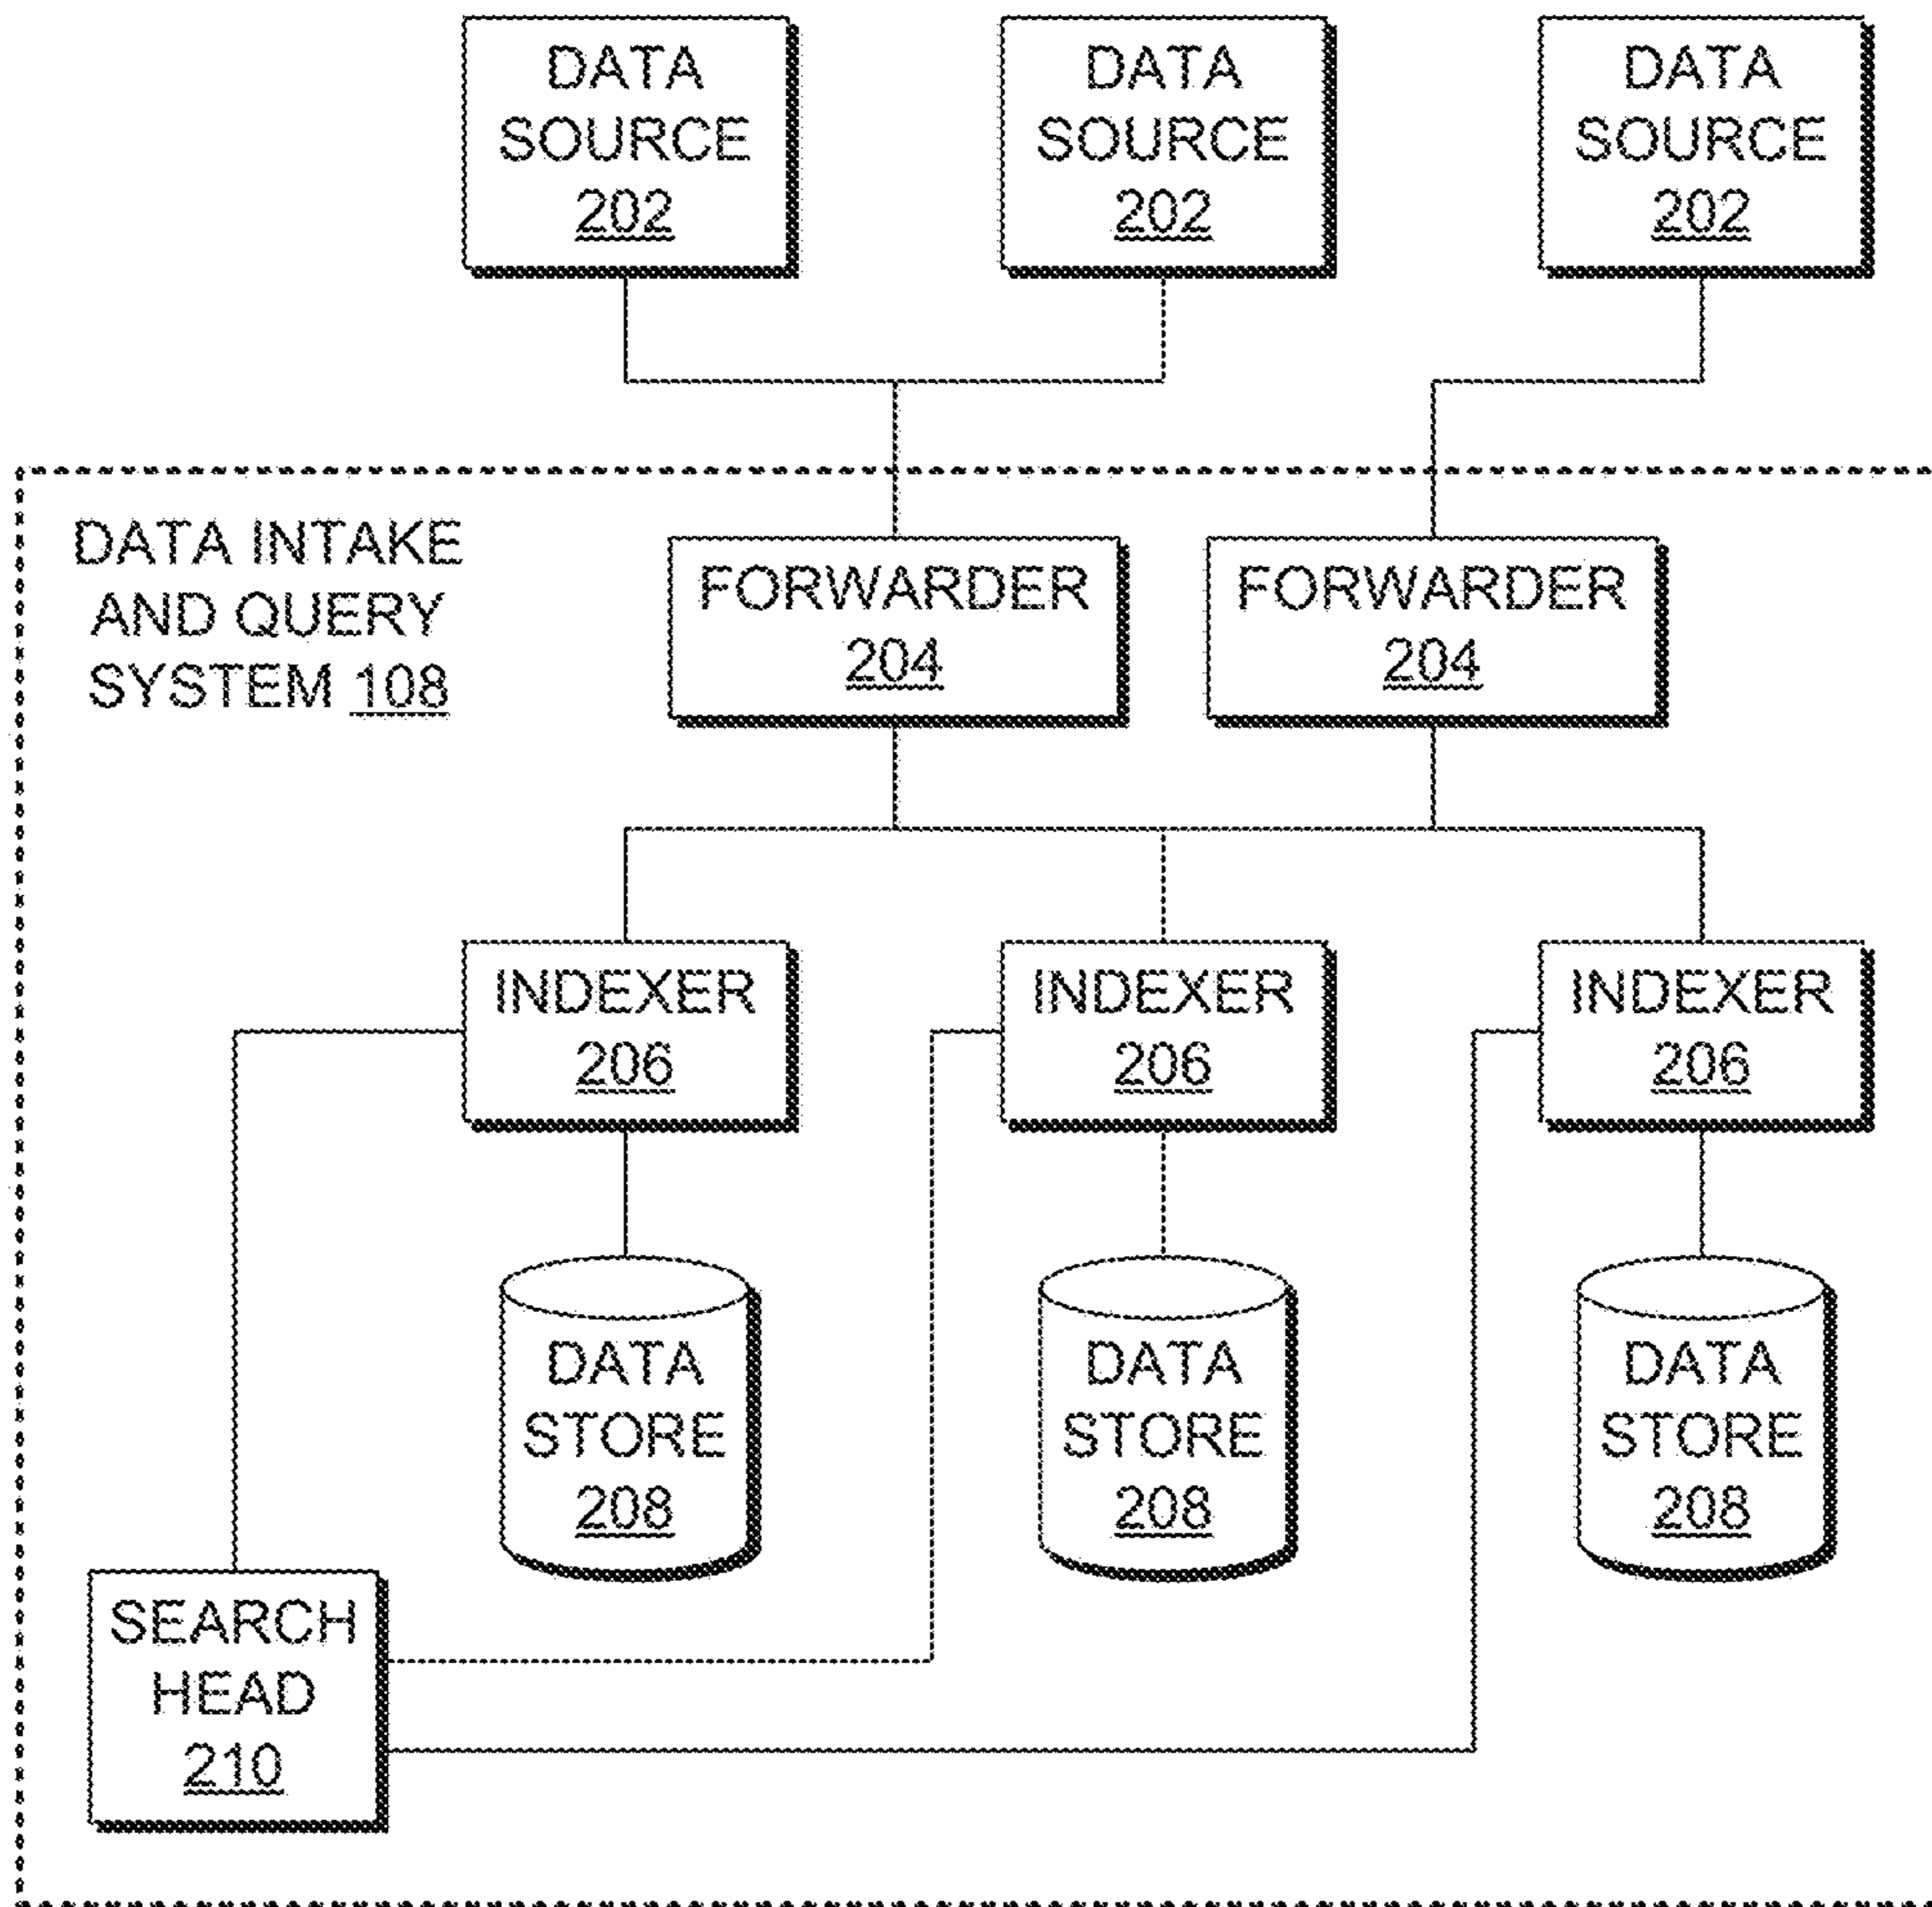 DATA
SOURCE
202
DATA
SOURCE
202
DATA
SOURCE
202
DATA INTAKE
AND QUERY
SYSTEM 108
FORWARDER
204
FORWARDER
204
INDEXER
206
INDEXER
206
INDEXER
206
DATA
STORE
208
DATA
STORE
208
DATA
STORE
208
SEARCH
HEAD
210